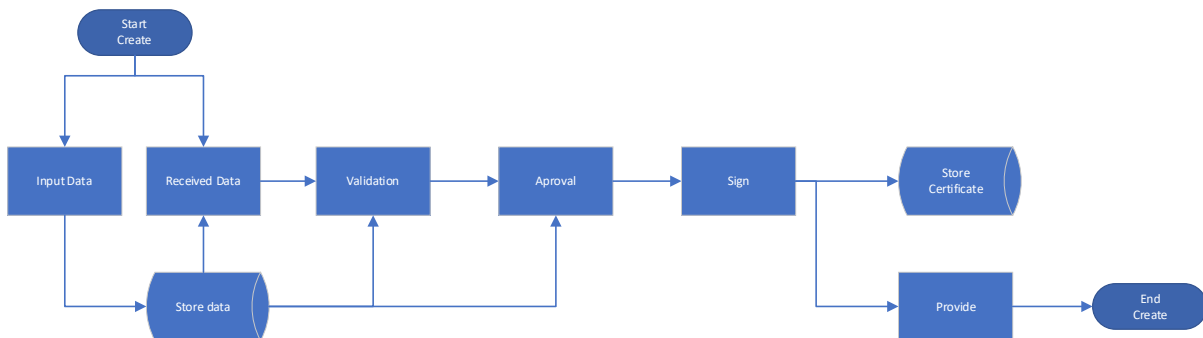 Start
Create
Input Data
Received Data
Validation
Aproval
Sign
Store
Certificate
Store data
Provide
End
Create